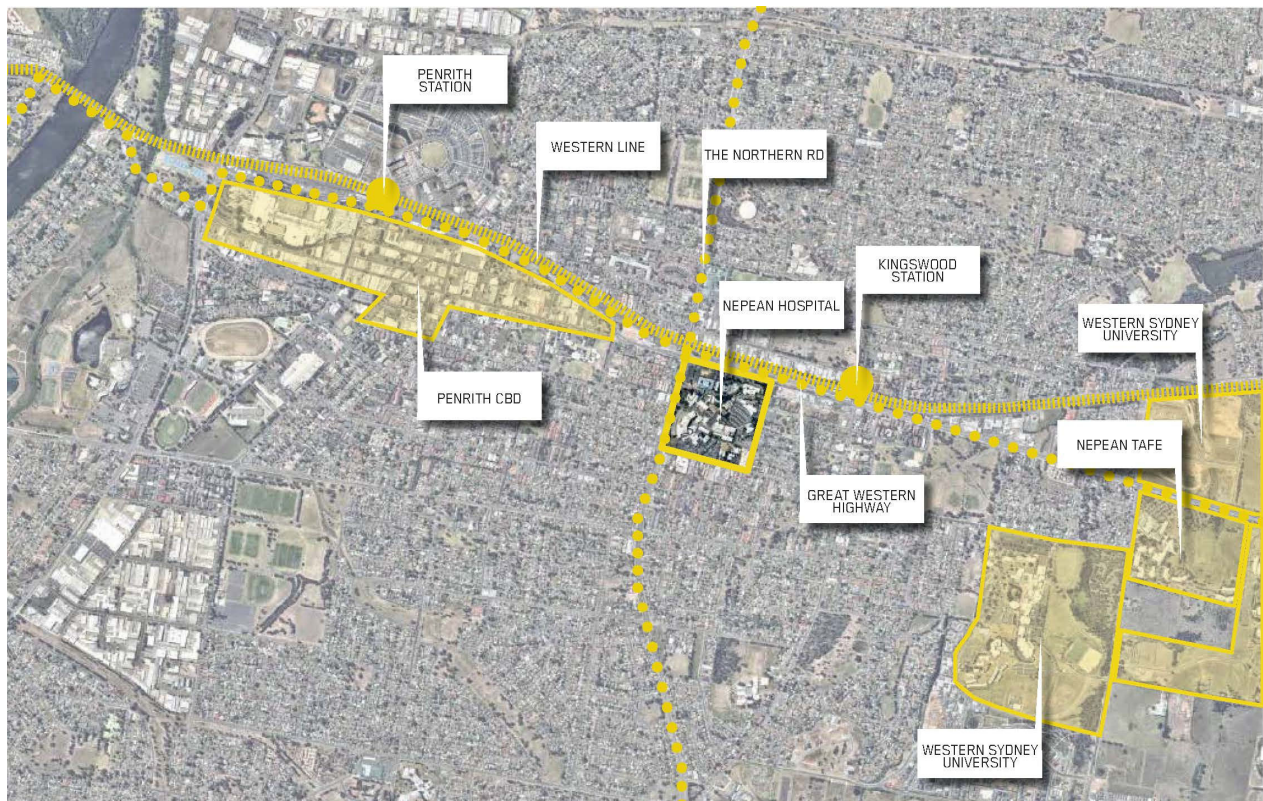 PENRITH
STATION
WESTERN LINE
THE NORTHERN RD
KINGSWOOD
STATION
NEPEAN HOSPITAL
WESTERN SYDNEY
UNIVERSITY
PENRITH CBD
NEPEAN TAFE
GREAT WESTERN
HIGHWAY
WESTERN SYDNEY
UNIVERSITY